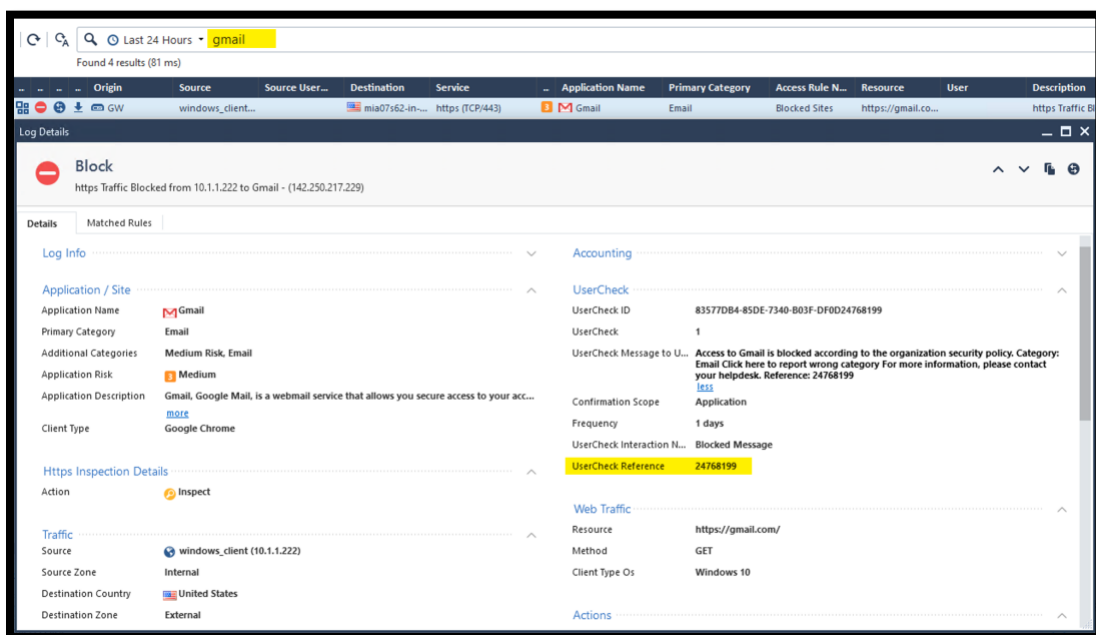 Last 24 Hours gmail
Found 4 results (81 ms)
.. .. .. .. Origin Source Source User... Destination Service .. Application Name Primary Category Access Rule N... Resource User Description
GW windows_client... mia07s62-in-... https (TCP/443) 3 Gmail Email Blocked Sites https://gmail.co... https Traffic Bl
Log Details
Block
https Traffic Blocked from 10.1.1.222 to Gmail - (142.250.217.229)
Details Matched Rules
Log Info
Application / Site
Application Name Gmail
Primary Category Email
Additional Categories Medium Risk, Email
Application Risk 3 Medium
Application Description Gmail, Google Mail, is a webmail service that allows you secure access to your acc...
more
Client Type Google Chrome
Https Inspection Details
Action Inspect
Traffic
Source windows_client (10.1.1.222)
Source Zone Internal
Destination Country United States
Destination Zone External
Accounting
UserCheck
UserCheck ID 83577DB4-85DE-7340-B03F-DF0D24768199
UserCheck 1
UserCheck Message to U... Access to Gmail is blocked according to the organization security policy. Category:
Email Click here to report wrong category For more information, please contact
your helpdesk. Reference: 24768199
less
Confirmation Scope Application
Frequency 1 days
UserCheck Interaction N... Blocked Message
UserCheck Reference 24768199
Web Traffic
Resource https://gmail.com/
Method GET
Client Type Os Windows 10
Actions